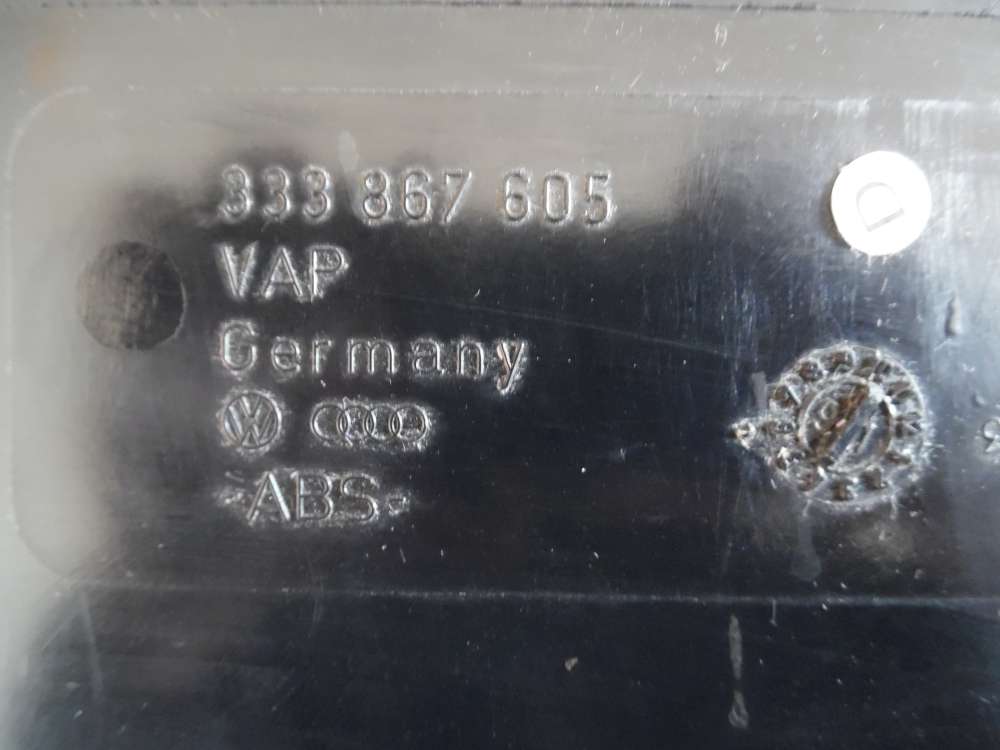 333 867 605
VAP
Germany
-ABS-
D